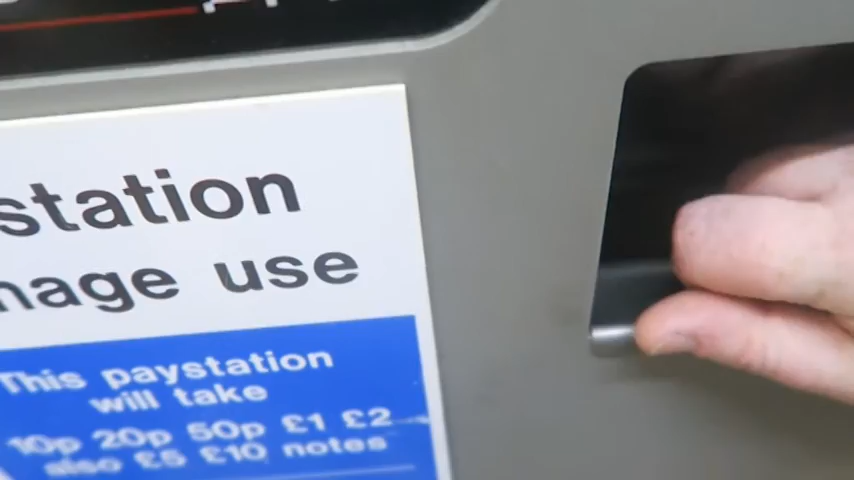 station
nage use
This paystation
will take
10p 20p 50p £1 £2
also £5 £10 notes